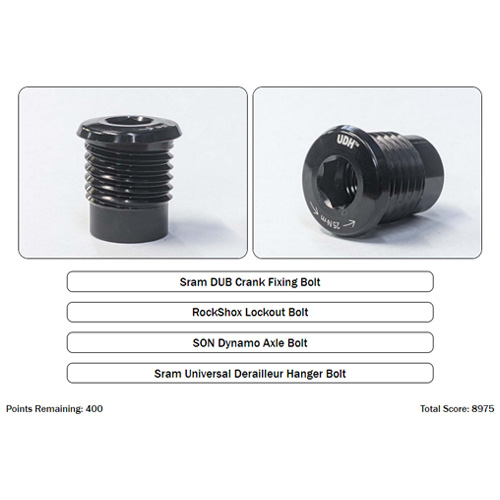 UDH™
25 N·m
Sram DUB Crank Fixing Bolt
RockShox Lockout Bolt
SON Dynamo Axle Bolt
Sram Universal Derailleur Hanger Bolt
Points Remaining: 400
Total Score: 8975